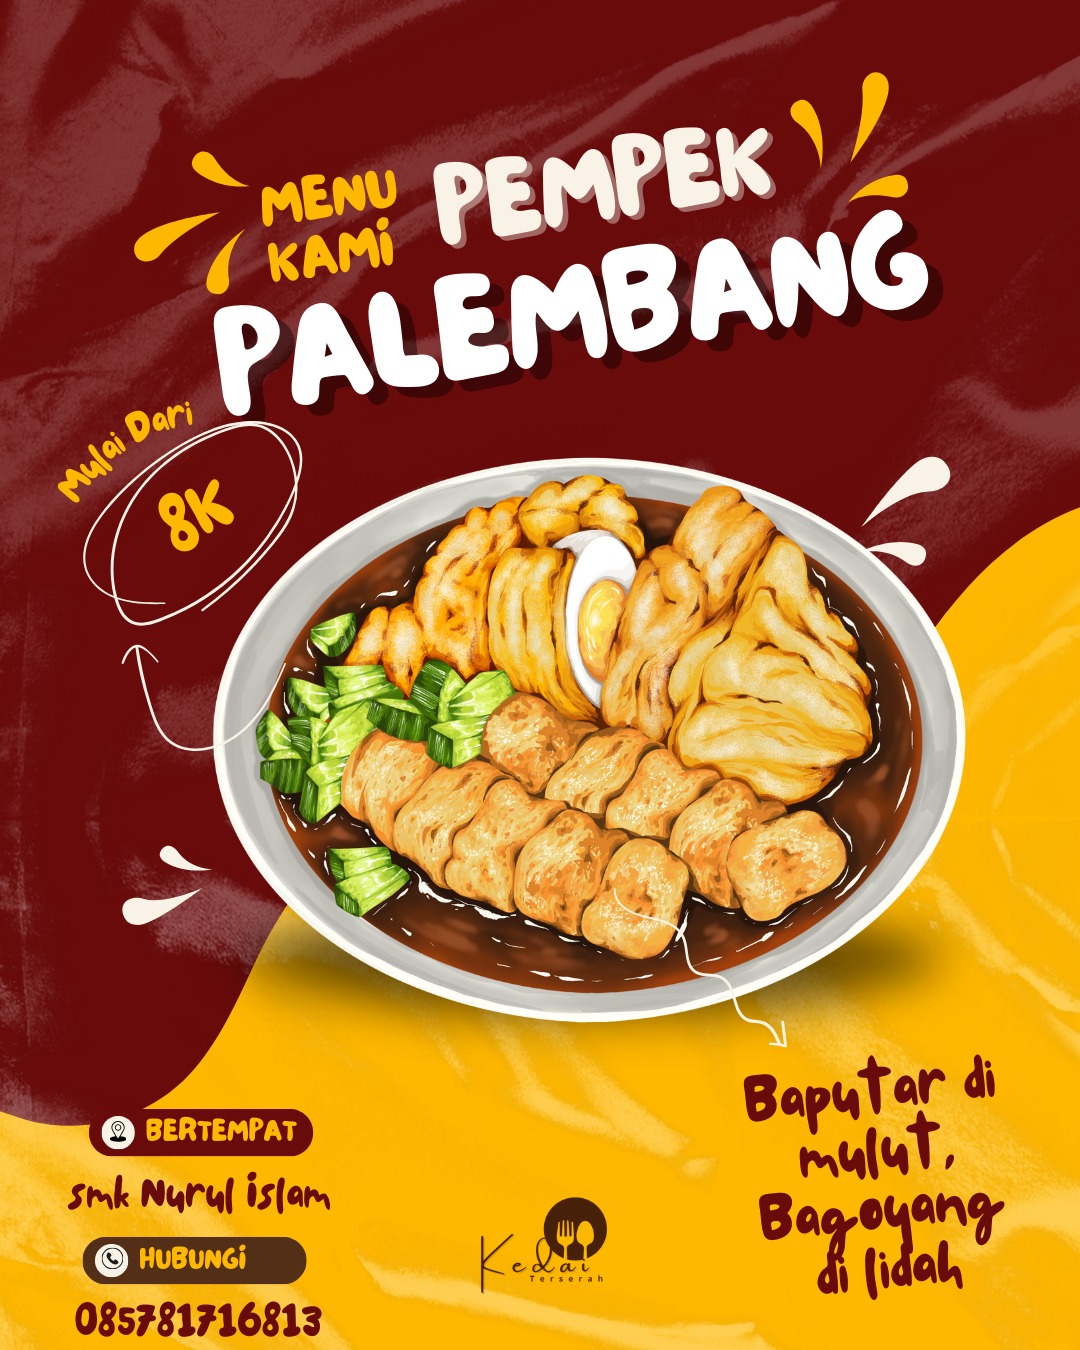 MENU
KAMi
PEMPEK
PALEMBANG
Mulai Dari
8K
BERTEMPAT
smk Nurul islam
HUBUNGi
085781716813
Kedai
Terserah
Baputar di
mulut,
Bagoyang
di lidah